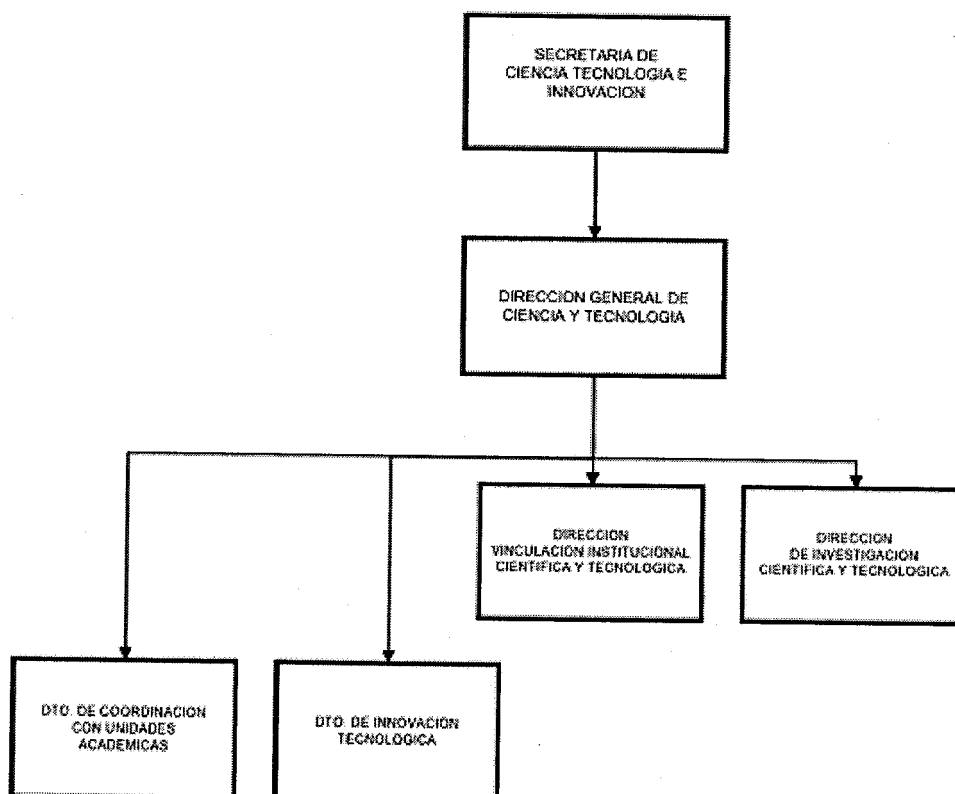 SECRETARIA DE
CIENCIA TECNOLOGIA E
INNOVACION
DIRECCION GENERAL DE
CIENCIA Y TECNOLOGIA
DIRECCION
VINCULACION INSTITUCIONAL
CIENTIFICA Y TECNOLOGICA
DIRECCION
DE INVESTIGACION
CIENTIFICA Y TECNOLOGICA
DTO. DE COORDINACION
CON UNIDADES
ACADEMICAS
DTO. DE INNOVACION
TECNOLOGICA